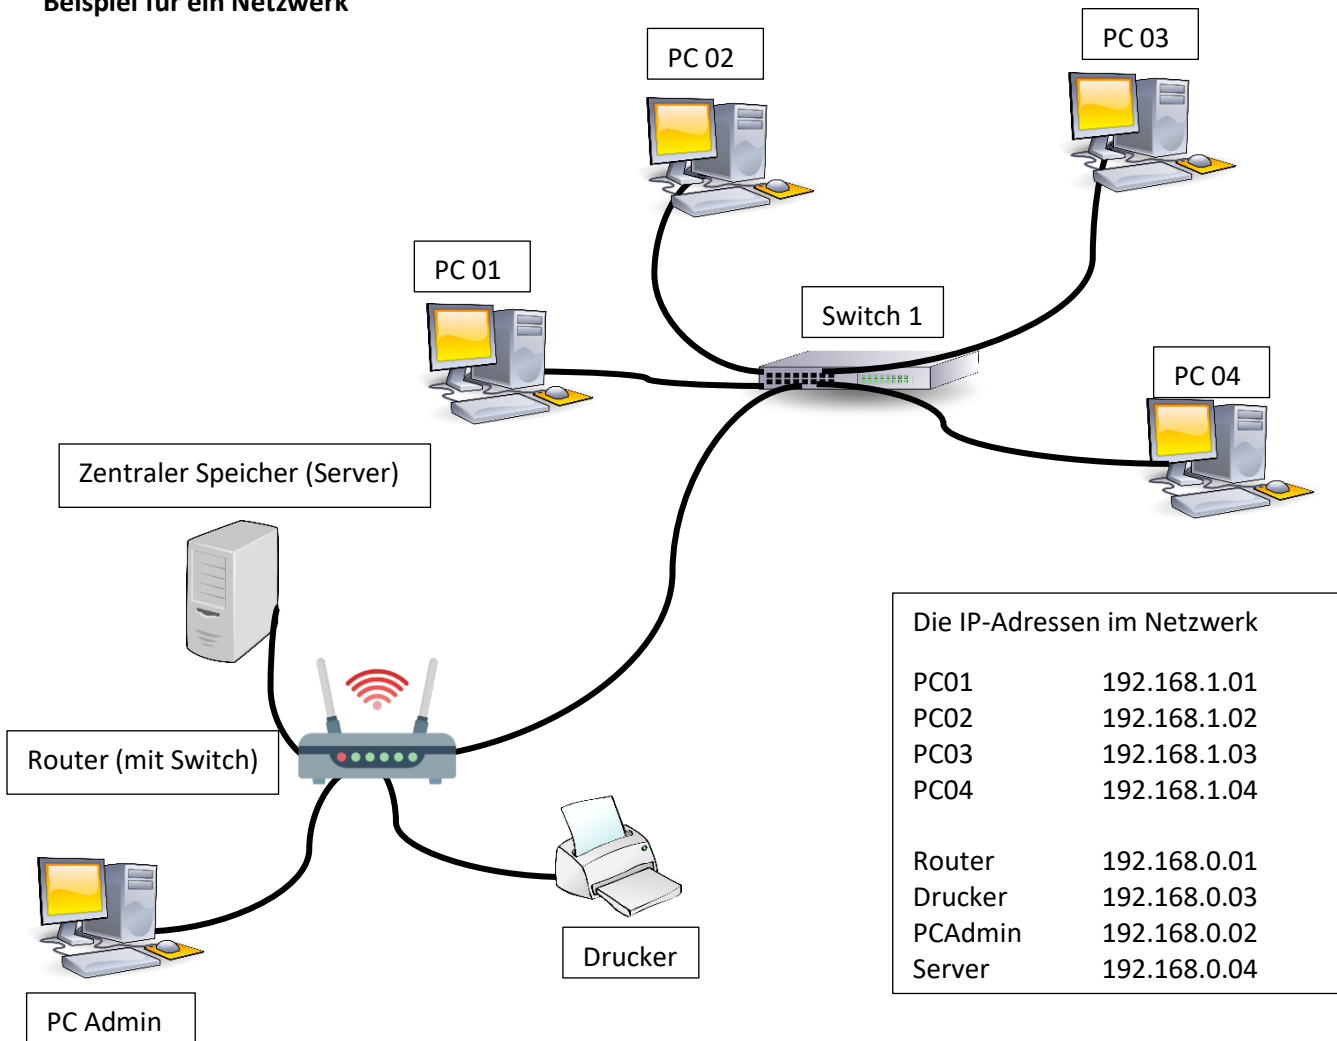 Beispiel für ein Netzwerk
PC 02
PC 03
PC 01
Switch 1
PC 04
Zentraler Speicher (Server)
Router (mit Switch)
Drucker
PC Admin
Die IP-Adressen im Netzwerk
PC01 192.168.1.01
PC02 192.168.1.02
PC03 192.168.1.03
PC04 192.168.1.04
Router 192.168.0.01
Drucker 192.168.0.03
PCAdmin 192.168.0.02
Server 192.168.0.04